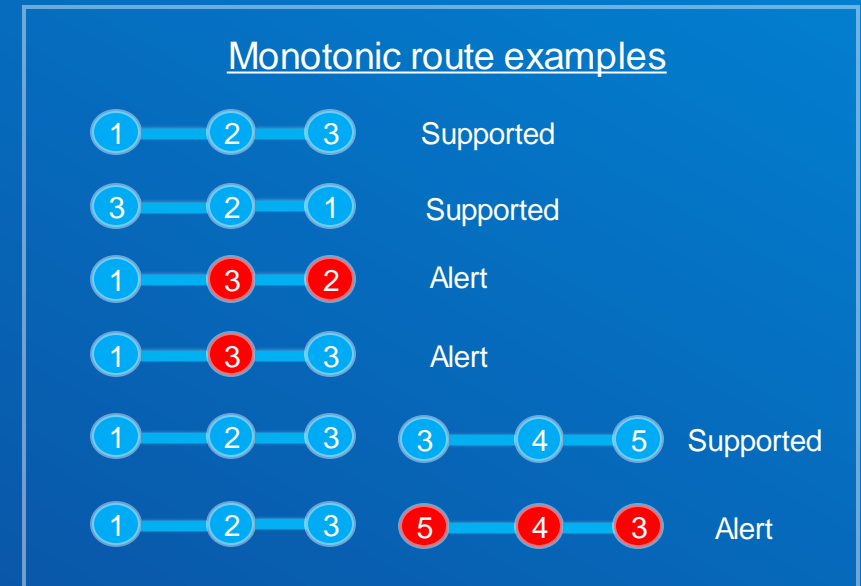 Monotonic route examples
1 2 3 Supported
3 2 1 Supported
1 3 2 Alert
1 3 3 Alert
1 2 3 3 4 5 Supported
1 2 3 5 4 3 Alert